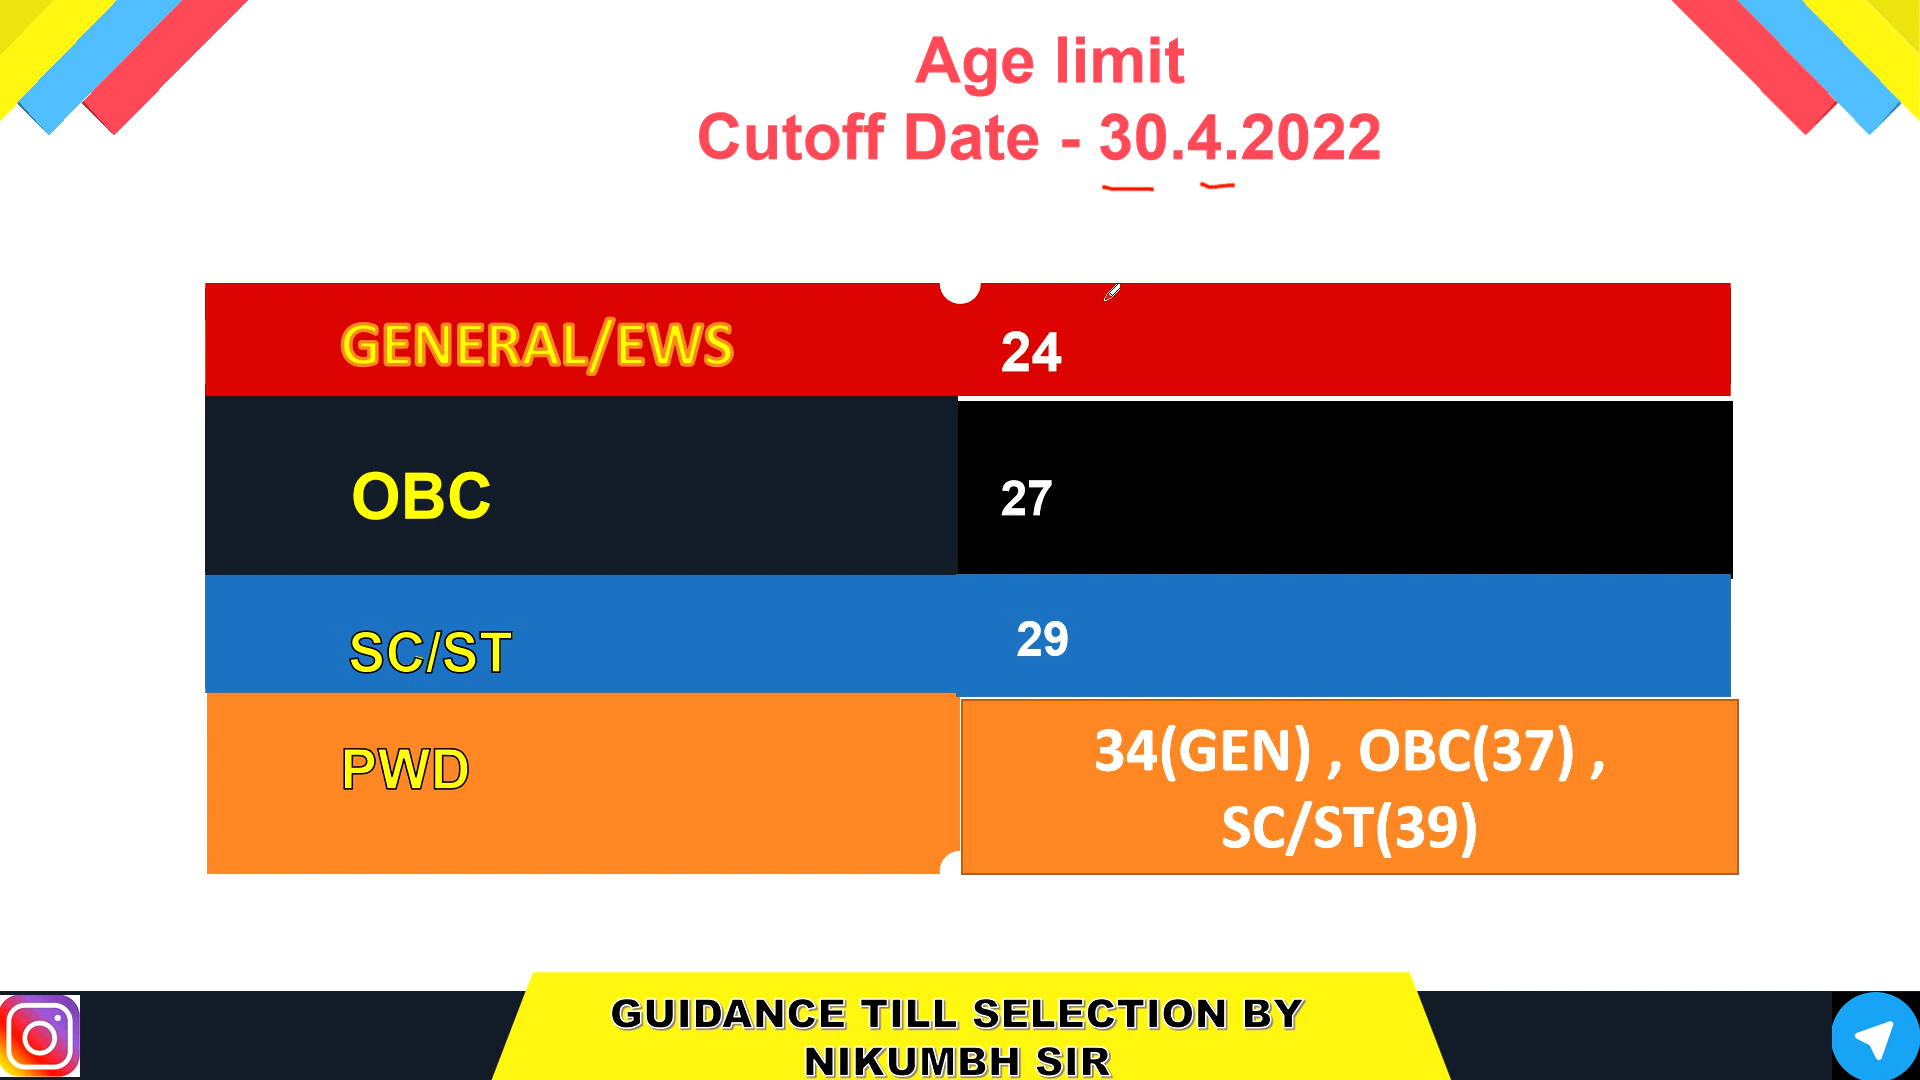 Age limit
Cutoff Date - 30.4.2022
GENERAL/EWS 24
OBC 27
SC/ST 29
PWD 34(GEN) , OBC(37) ,
SC/ST(39)
GUIDANCE TILL SELECTION BY
NIKUMBH SIR